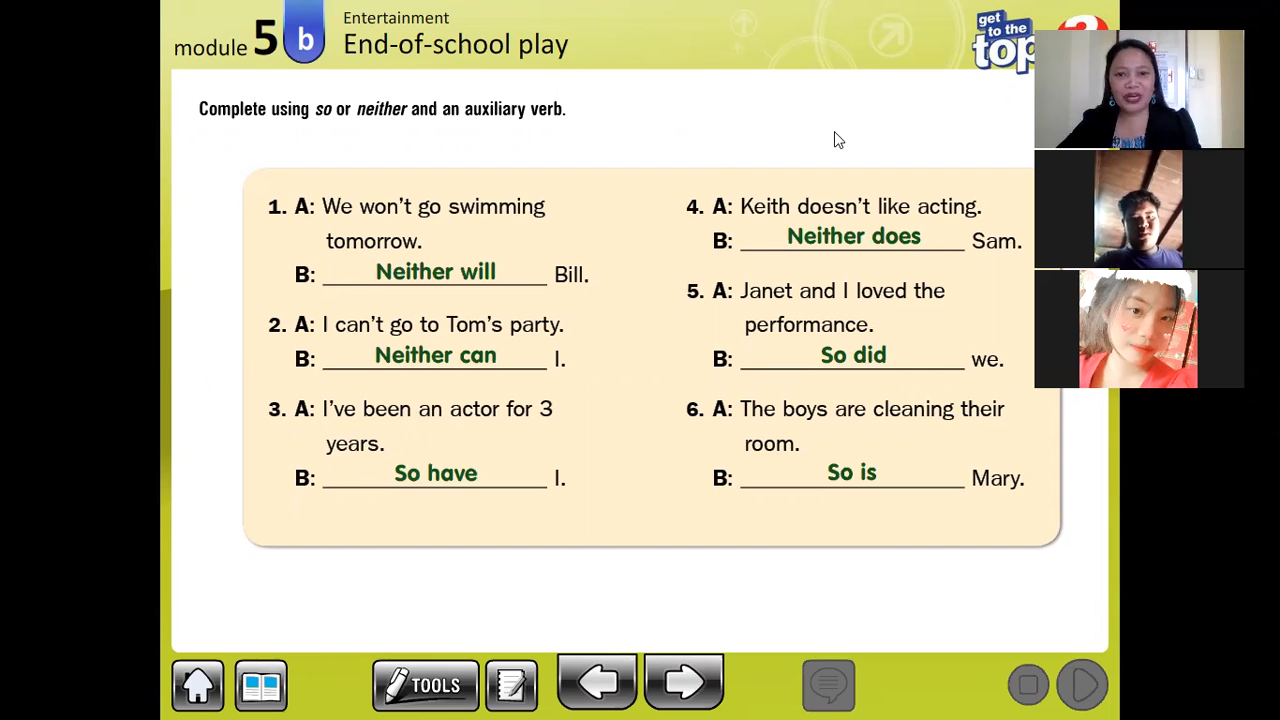 Entertainment
module 5 b End-of-school play
get to the top
Complete using so or neither and an auxiliary verb.
1. A: We won't go swimming
tomorrow.
B: Neither will Bill.
2. A: I can't go to Tom's party.
B: Neither can I.
3. A: I've been an actor for 3
years.
B: So have I.
4. A: Keith doesn't like acting.
B: Neither does Sam.
5. A: Janet and I loved the
performance.
B: So did we.
6. A: The boys are cleaning their
room.
B: So is Mary.
TOOLS